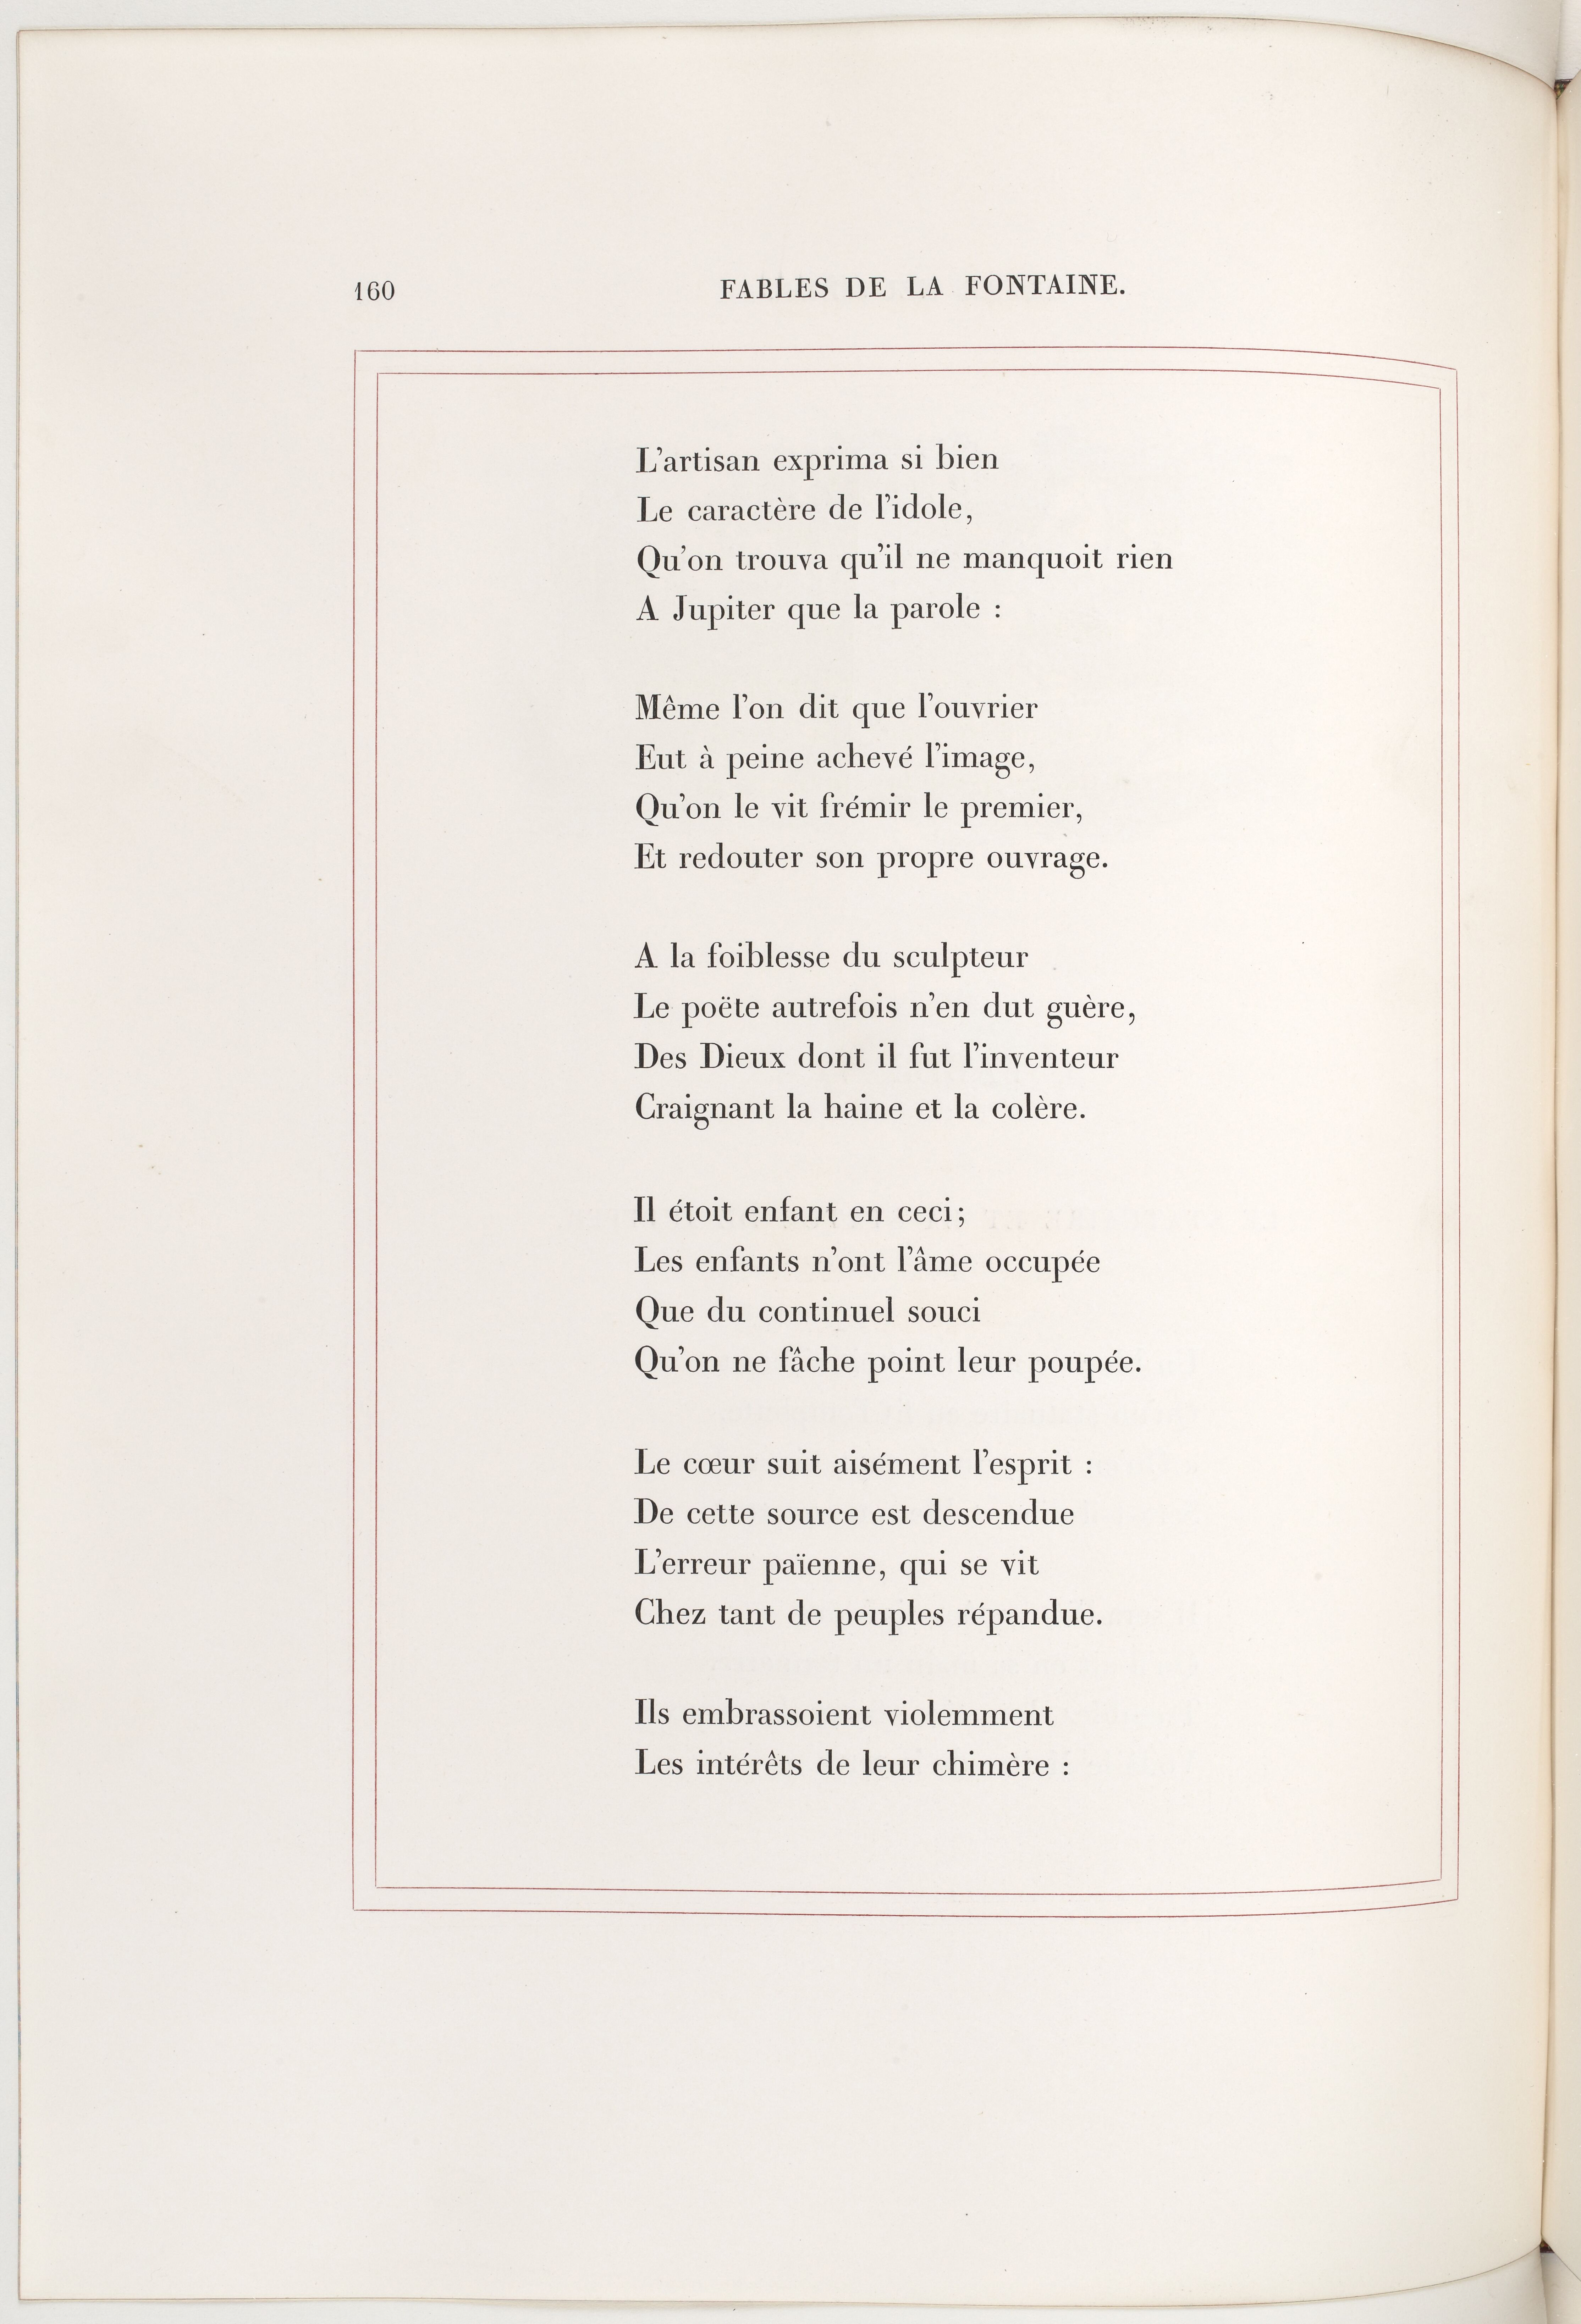 160
FABLES DE LA FONTAINE.
L'artisan exprima si bien
Le caractère de l'idole,
Qu'on trouva qu'il ne manquoit rien
A Jupiter que la parole :
Même l'on dit que l'ouvrier
Eut à peine achevé l'image,
Qu'on le vit frémir le premier,
Et redouter son propre ouvrage.
A la foiblesse du sculpteur
Le poëte autrefois n'en dut guère,
Des Dieux dont il fut l'inventeur
Craignant la haine et la colère.
Il étoit enfant en ceci;
Les enfants n'ont l'âme occupée
Que du continuel souci
Qu'on ne fâche point leur poupée.
Le cœur suit aisément l'esprit :
De cette source est descendue
L'erreur païenne, qui se vit
Chez tant de peuples répandue.
Ils embrassoient violemment
Les intérêts de leur chimère :